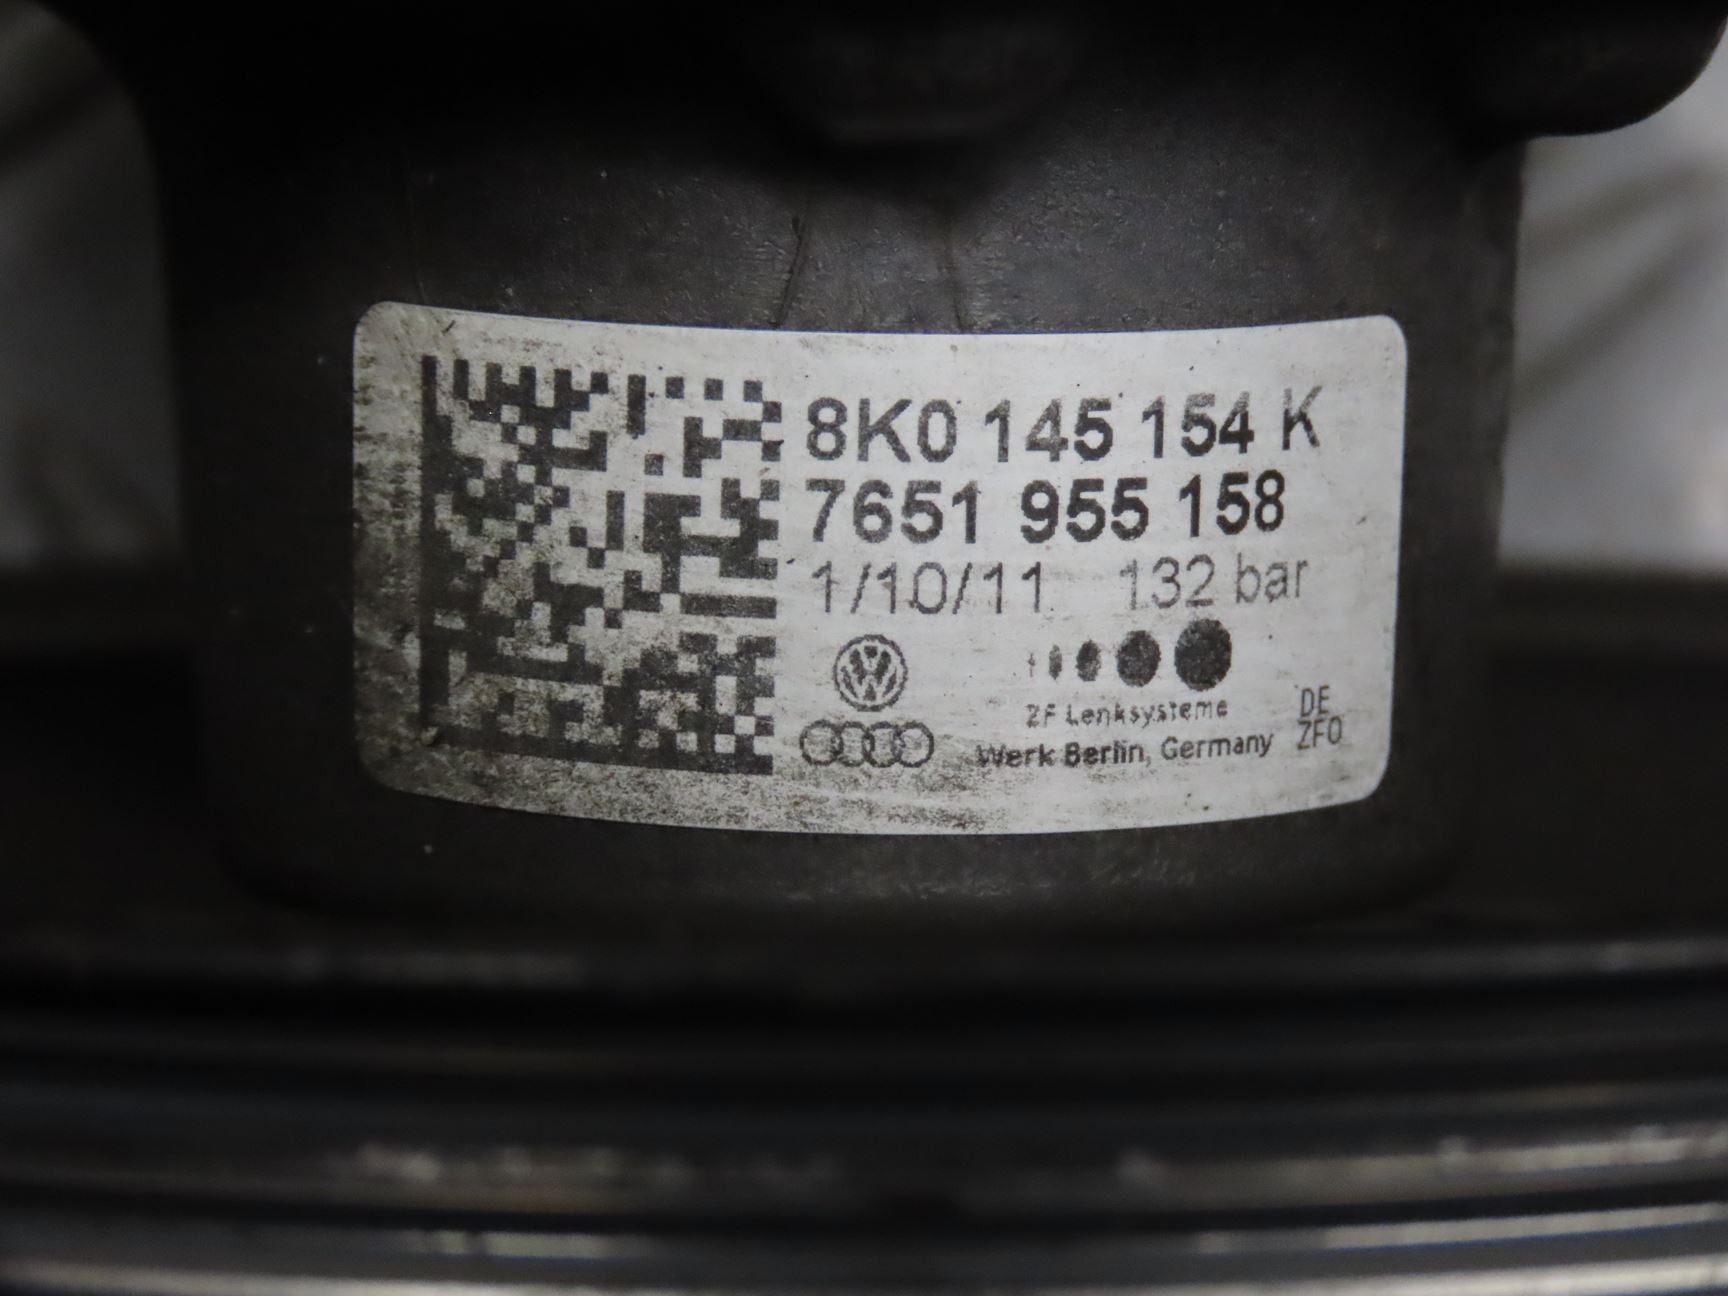 8K0 145 154 K
7651 955 158
1/10/11 132 bar
ZF Lenksysteme
Werk Berlin, Germany
DE
ZFO